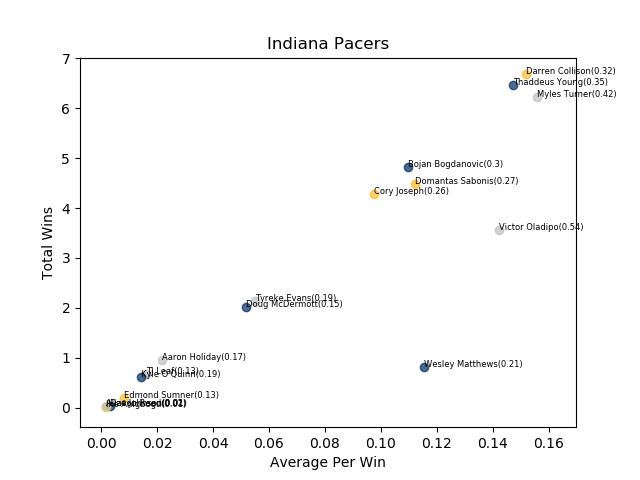 Indiana Pacers
7
Darren Collison(0.32)
Thaddeus Young(0.35)
Myles Turner(0.42)
6
5
Bojan Bogdanovic(0.3)
Domantas Sabonis(0.27)
Cory Joseph(0.26)
4
Victor Oladipo(0.54)
3
Total Wins
Tyreke Evans(0.19)
Doug McDermott(0.15)
2
Aaron Holiday(0.17)
1
Wesley Matthews(0.21)
TJ Leaf(0.13)
Kyle O'Quinn(0.19)
Edmond Sumner(0.13)
0
0.00 0.02 0.04 0.06 0.08 0.10 0.12 0.14 0.16
Average Per Win